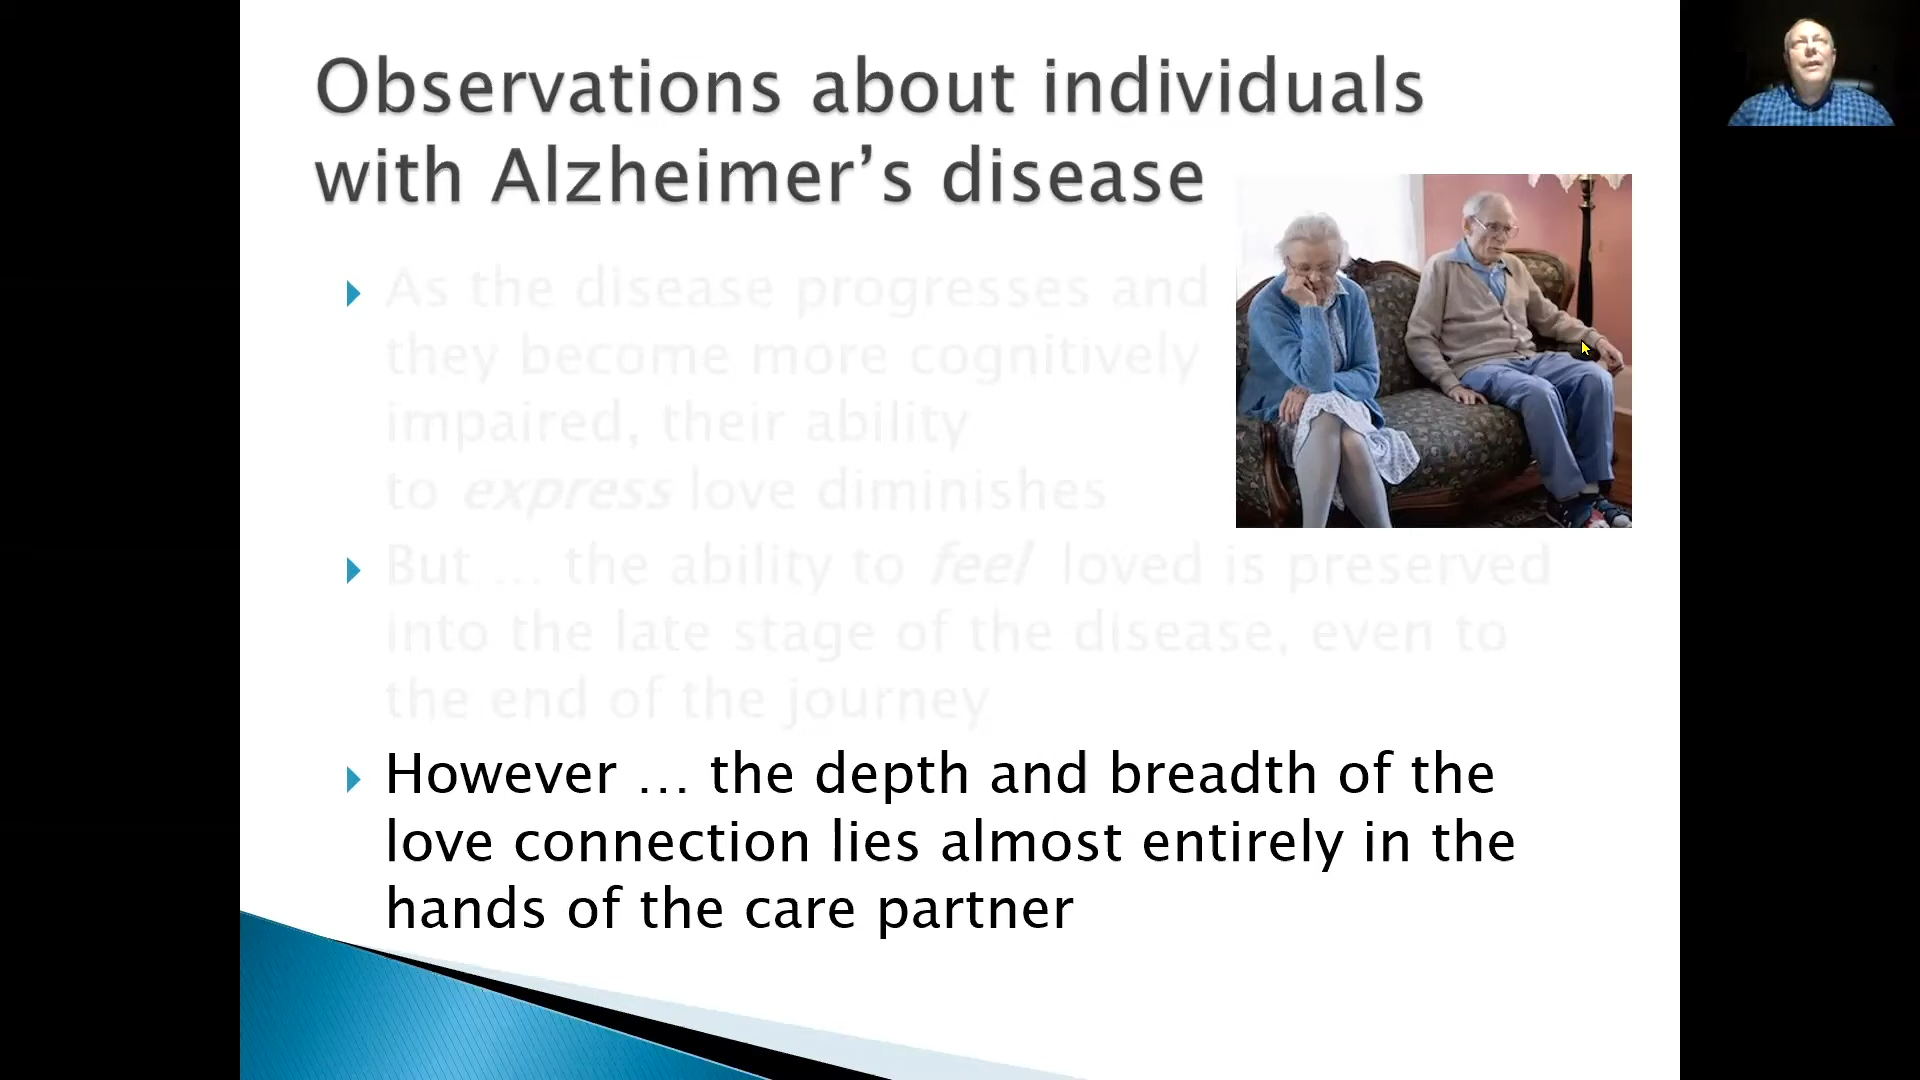 Observations about individuals
with Alzheimer’s disease
As the disease progresses and
they become more cognitively
impaired, their ability
to express love diminishes
But ... the ability to feel loved is preserved
into the late stage of the disease, even to
the end of the journey
However ... the depth and breadth of the
love connection lies almost entirely in the
hands of the care partner